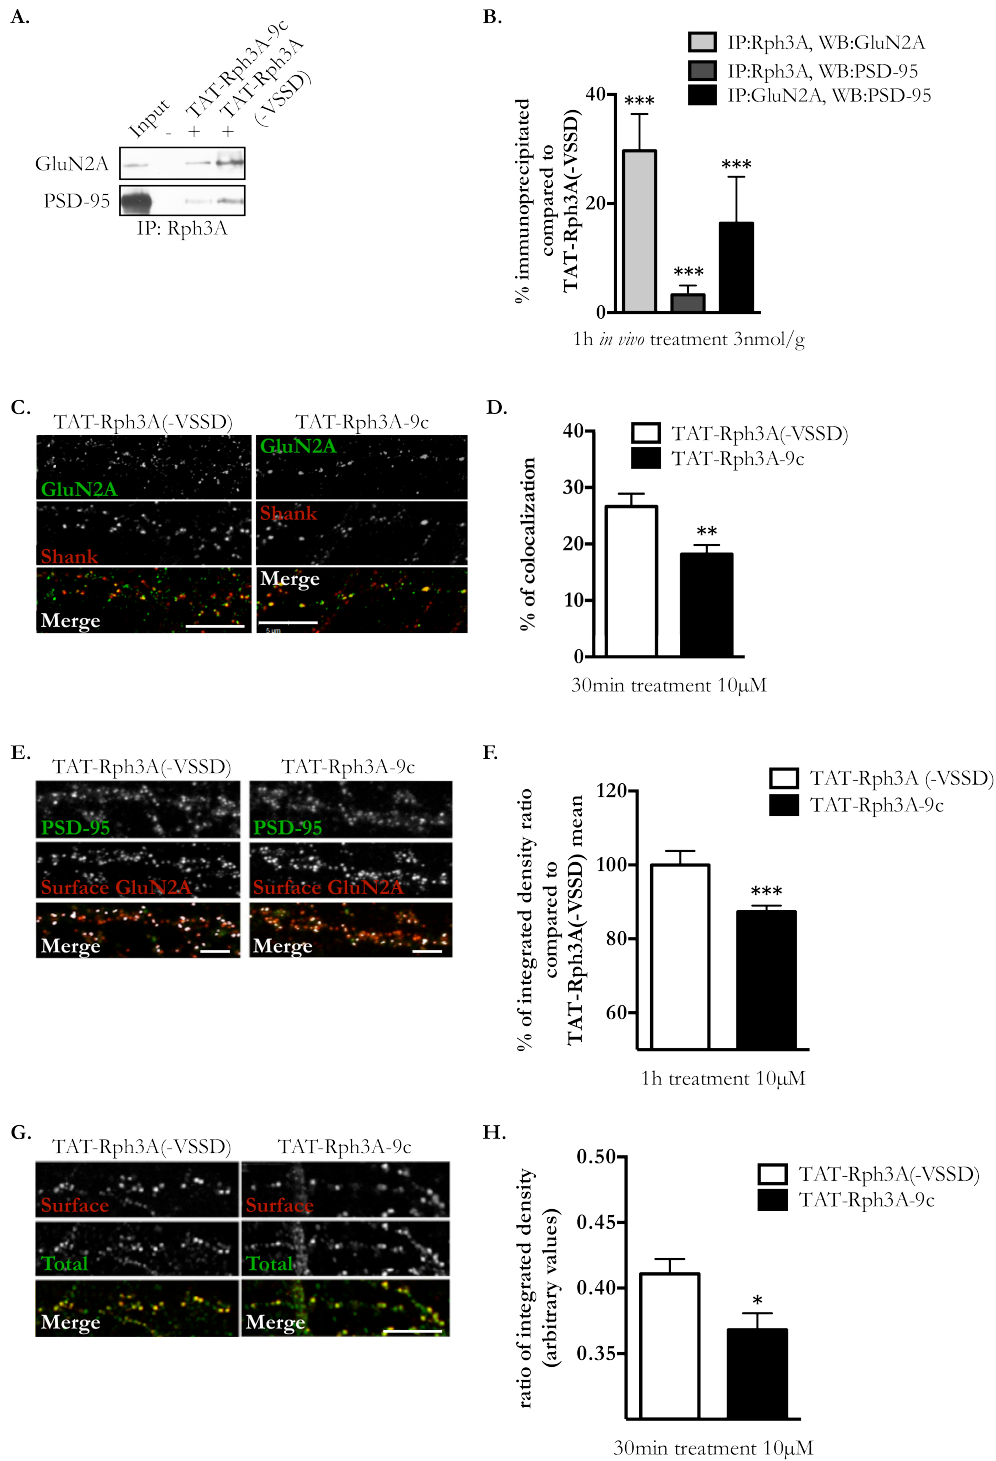 A.
Input
-
TAT-Rph3A-9c
+
TAT-Rph3A
(-VSSD)
+
GluN2A
PSD-95
IP: Rph3A
B.
IP:Rph3A, WB:GluN2A
IP:Rph3A, WB:PSD-95
IP:GluN2A, WB:PSD-95
% immunoprecipitated
compared to
TAT-Rph3A(-VSSD)
40
20
0
***
***
***
1h in vivo treatment 3nmol/g
C.
TAT-Rph3A(-VSSD)
TAT-Rph3A-9c
GluN2A
GluN2A
Shank
Shank
Merge
Merge
5 µm
D.
TAT-Rph3A(-VSSD)
TAT-Rph3A-9c
% of colocalization
40
30
20
10
0
**
30min treatment 10µM
E.
TAT-Rph3A(-VSSD)
TAT-Rph3A-9c
PSD-95
PSD-95
Surface GluN2A
Surface GluN2A
Merge
Merge
F.
TAT-Rph3A (-VSSD)
TAT-Rph3A-9c
% of integrated density ratio
compared to
TAT-Rph3A(-VSSD) mean
120
100
80
60
***
1h treatment 10µM
G.
TAT-Rph3A(-VSSD)
TAT-Rph3A-9c
Surface
Surface
Total
Total
Merge
Merge
H.
TAT-Rph3A(-VSSD)
TAT-Rph3A-9c
ratio of integrated density
(arbitrary values)
0.50
0.45
0.40
0.35
*
30min treatment 10µM